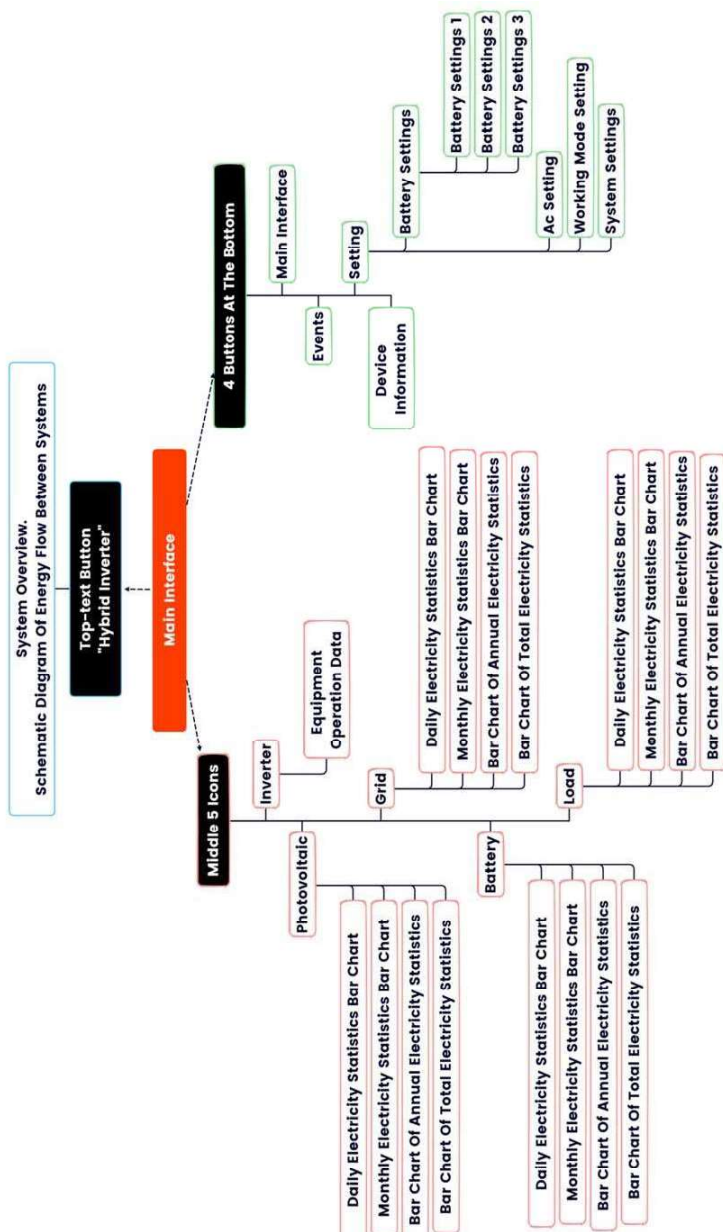 System Overview.
Schematic Diagram Of Energy Flow Between Systems
Top-text Button
"Hybrid Inverter"
Main Interface
Middle 5 Icons
Inverter
Equipment
Operation Data
Photovoltaic
Daily Electricity Statistics Bar Chart
Monthly Electricity Statistics Bar Chart
Bar Chart Of Annual Electricity Statistics
Bar Chart Of Total Electricity Statistics
Grid
Daily Electricity Statistics Bar Chart
Monthly Electricity Statistics Bar Chart
Bar Chart Of Annual Electricity Statistics
Bar Chart Of Total Electricity Statistics
Battery
Daily Electricity Statistics Bar Chart
Monthly Electricity Statistics Bar Chart
Bar Chart Of Annual Electricity Statistics
Bar Chart Of Total Electricity Statistics
Load
Daily Electricity Statistics Bar Chart
Monthly Electricity Statistics Bar Chart
Bar Chart Of Annual Electricity Statistics
Bar Chart Of Total Electricity Statistics
4 Buttons At The Bottom
Main Interface
Events
Setting
Battery Settings
Battery Settings 1
Battery Settings 2
Battery Settings 3
Ac Setting
Working Mode Setting
System Settings
Device
Information